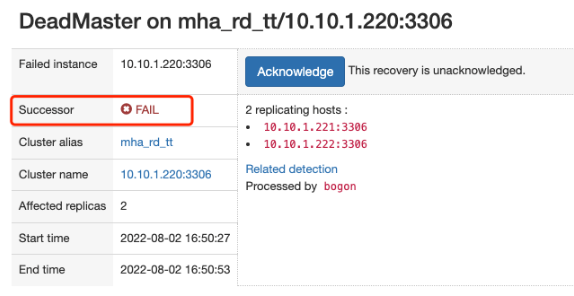 DeadMaster on mha_rd_tt/10.10.1.220:3306
Failed instance 10.10.1.220:3306
Acknowledge This recovery is unacknowledged.
Successor FAIL
Cluster alias mha_rd_tt
Cluster name 10.10.1.220:3306
Affected replicas 2
Start time 2022-08-02 16:50:27
End time 2022-08-02 16:50:53
2 replicating hosts :
10.10.1.221:3306
10.10.1.222:3306
Related detection
Processed by bogon